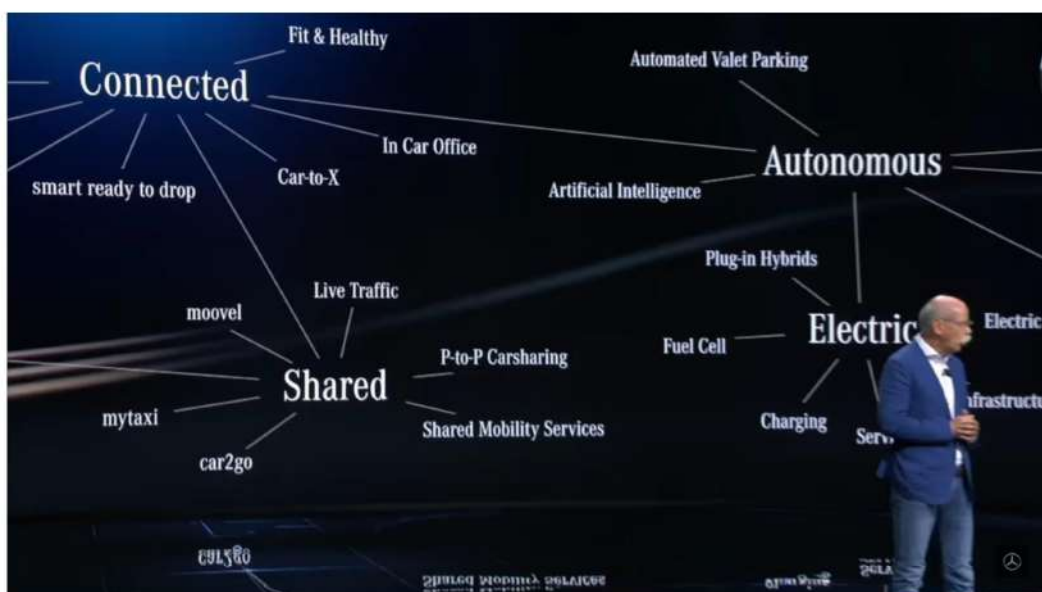 Fit & Healthy
Connected
Automated Valet Parking
In Car Office
Autonomous
Car-to-X
smart ready to drop
Artificial Intelligence
Plug-in Hybrids
Live Traffic
moovel
Electric
Electric
Fuel Cell
P-to-P Carsharing
Shared
mytaxi
Charging
Shared Mobility Services
car2go